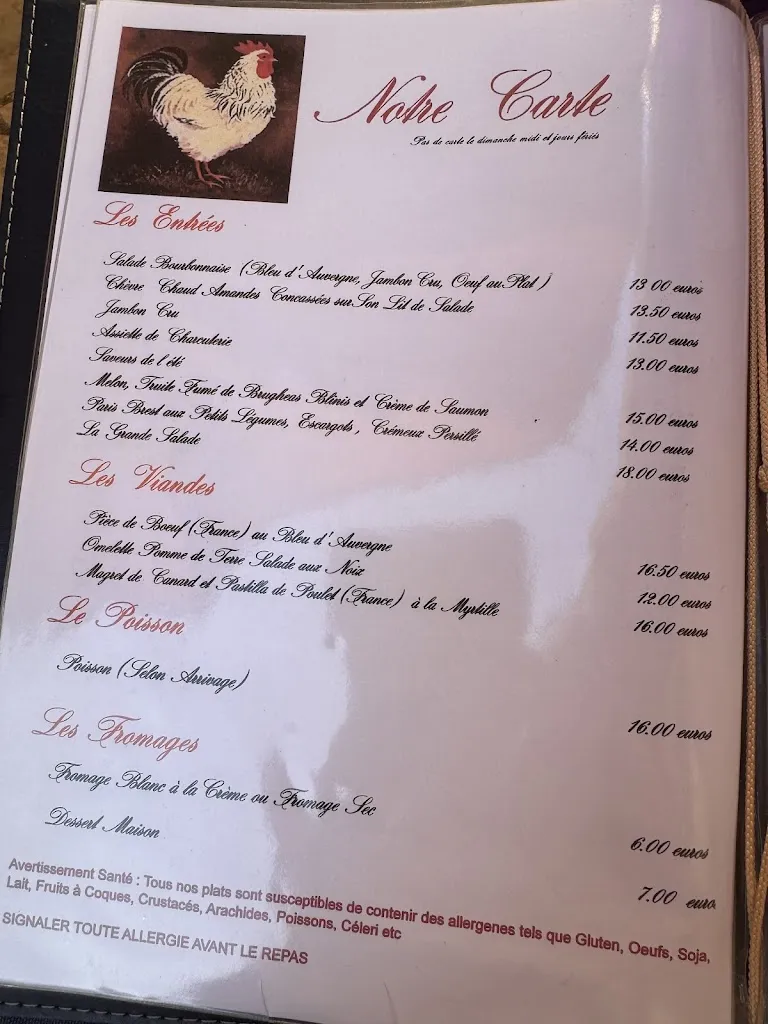 Notre Carte
Pas de carte le dimanche midi et jours fériés
Les Entrées
Salade Bourbonnaise (Bleu d'Auvergne, Jambon Cru, Oeuf au Plat) 13 00 euros
Chèvre Chaud Amandes Concassées sur Son Lit de Salade 13.50 euros
Jambon Cru 11.50 euros
Assiette de Charcuterie 13.00 euros
Saveurs de l'été
Melon, Truite Fumé de Brugheas Blinis et Crème de Saumon 15.00 euros
Paris Brest aux Petits Légumes, Escargots, Crémeux Persillé 14.00 euros
La Grande Salade 18.00 euros
Les Viandes
Pièce de Boeuf (France) au Bleu d'Auvergne 16.50 euros
Omelette Pomme de Terre Salade aux Noix 12.00 euros
Magret de Canard et Pastilla de Poulet (France) à la Myrtille 16.00 euros
Le Poisson
Poisson (Selon Arrivage) 16.00 euros
Les Fromages
Fromage Blanc à la Crème ou Fromage Sec 6.00 euros
Dessert Maison 7.00 euro
Avertissement Santé : Tous nos plats sont susceptibles de contenir des allergenes tels que Gluten, Oeufs, Soja,
Lait, Fruits à Coques, Crustacés, Arachides, Poissons, Céleri etc
SIGNALER TOUTE ALLERGIE AVANT LE REPAS